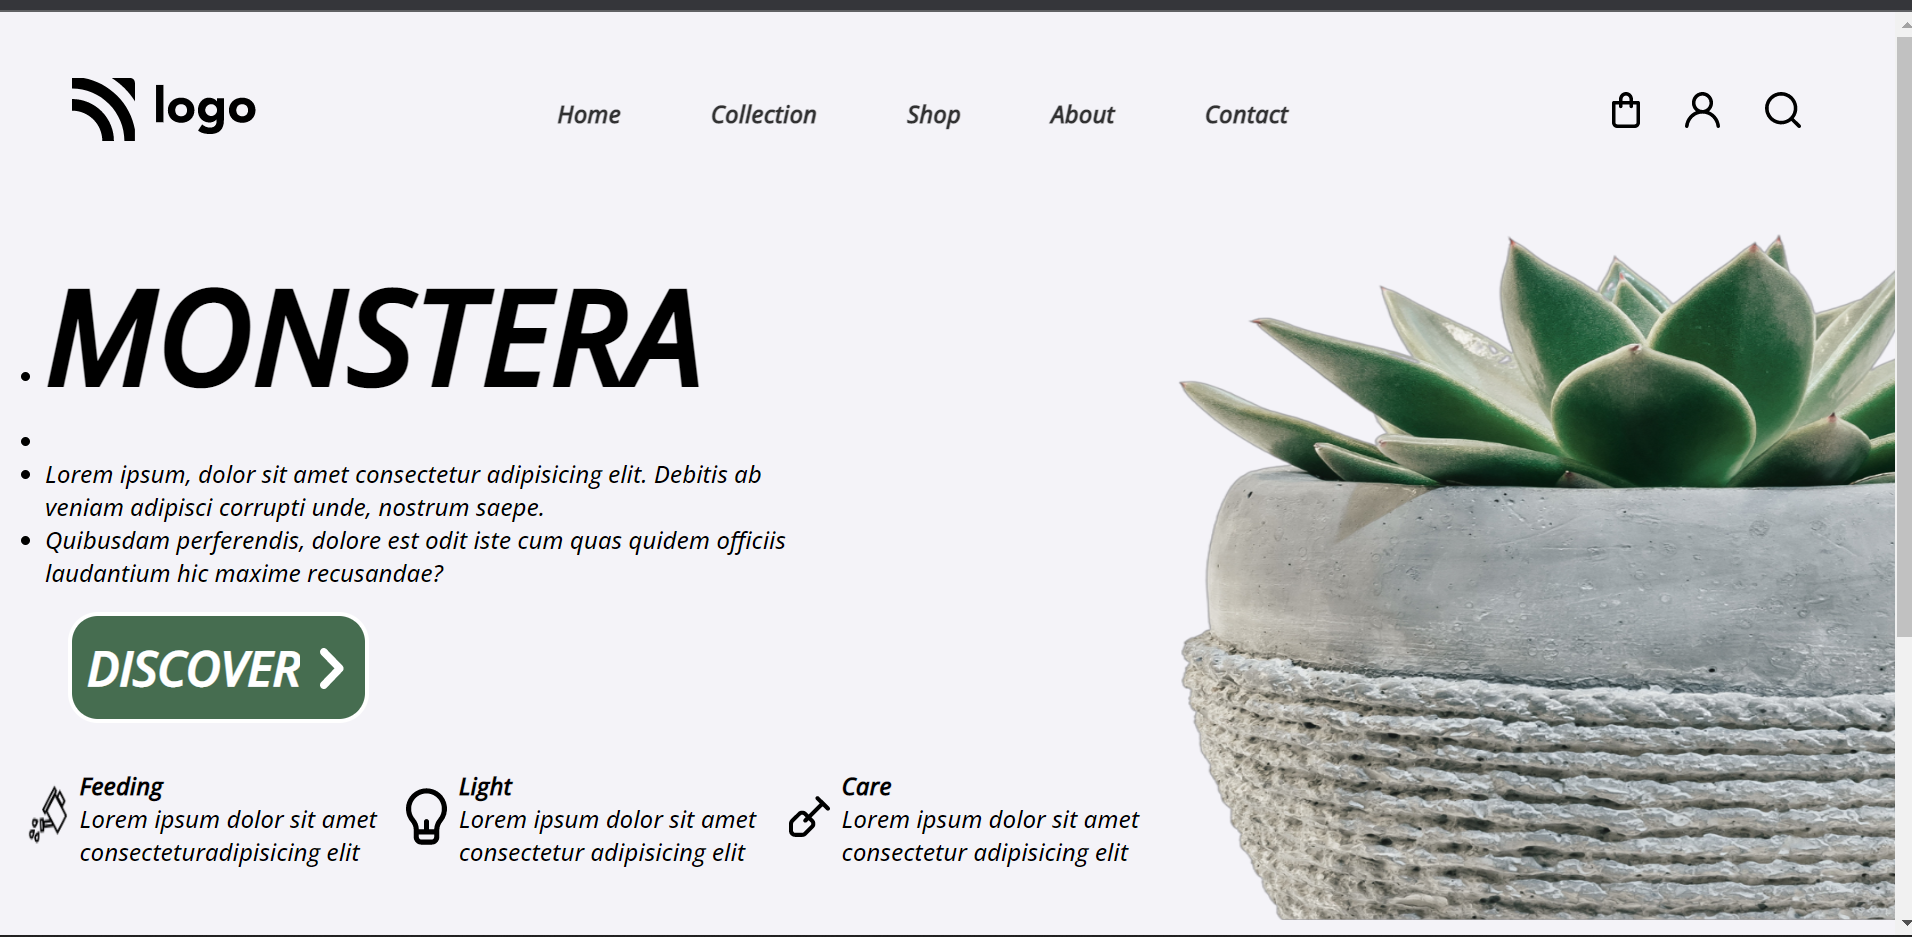 logo
Home Collection Shop About Contact
MONSTERA
Lorem ipsum, dolor sit amet consectetur adipisicing elit. Debitis ab
veniam adipisci corrupti unde, nostrum saepe.
Quibusdam perferendis, dolore est odit iste cum quas quidem officiis
laudantium hic maxime recusandae?
DISCOVER
Feeding
Lorem ipsum dolor sit amet
consecteturadipisicing elit
Light
Lorem ipsum dolor sit amet
consectetur adipisicing elit
Care
Lorem ipsum dolor sit amet
consectetur adipisicing elit